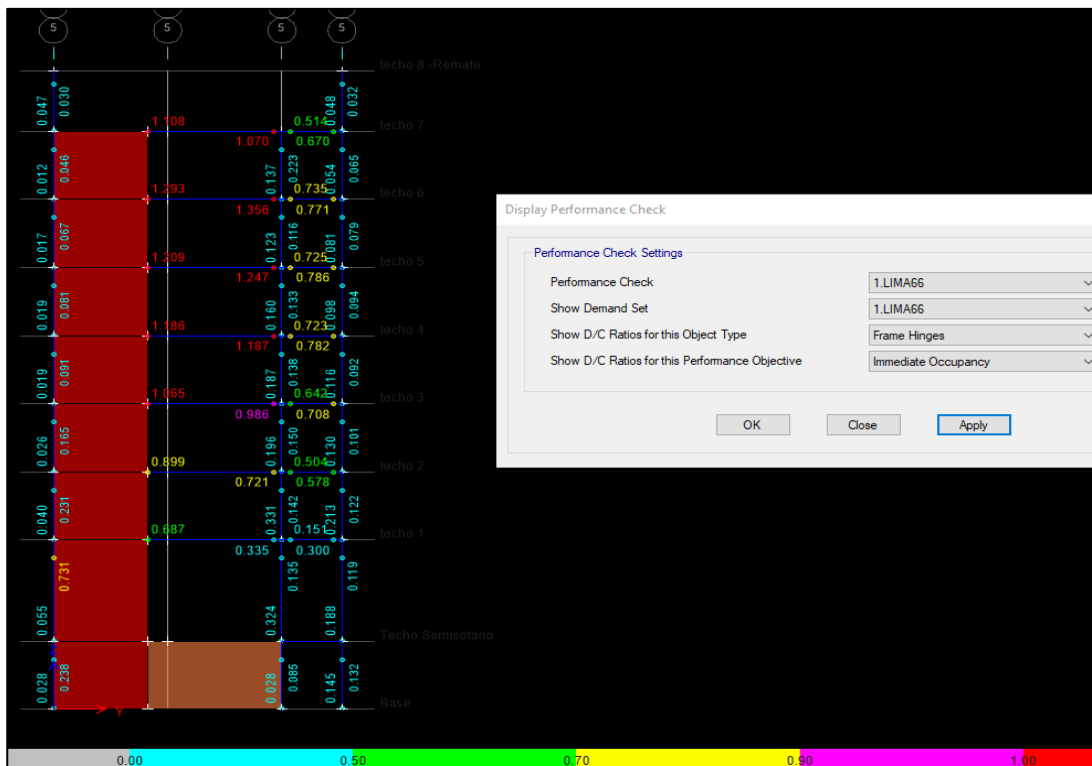 5 5 5 5
techo 8 -Remate
0.047 0.030 0.048 0.032
techo 7
1.108 0.514
1.070 0.670
0.012 0.046 0.137 0.223 0.054 0.065
techo 6
1.293 0.735
1.356 0.771
0.017 0.067 0.123 0.116 0.081 0.079
techo 5
1.209 0.725
1.247 0.786
0.019 0.081 0.160 0.133 0.098 0.094
techo 4
1.186 0.723
1.187 0.782
0.019 0.091 0.187 0.138 0.116 0.092
techo 3
1.065 0.642
0.986 0.708
0.026 0.165 0.196 0.150 0.130 0.101
techo 2
0.899 0.504
0.721 0.578
0.040 0.231 0.331 0.142 0.213 0.122
techo 1
0.687 0.151
0.335 0.300
0.055 0.731 0.324 0.135 0.188 0.119
Techo Semisotano
0.028 0.238 0.028 0.085 0.145 0.132
Base
Y
0.00 0.50 0.70 0.90 1.00
Display Performance Check
Performance Check Settings
Performance Check 1.LIMA66
Show Demand Set 1.LIMA66
Show D/C Ratios for this Object Type Frame Hinges
Show D/C Ratios for this Performance Objective Immediate Occupancy
OK Close Apply